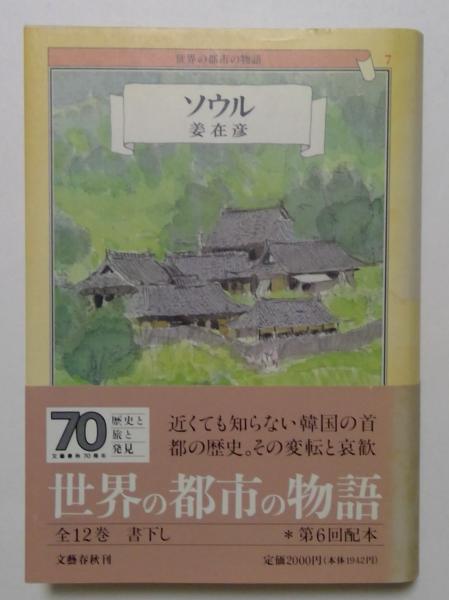 世界の都市の物語
7
ソウル
姜在彦
70
文藝春秋70周年
歴史と
旅と
発見
近くても知らない韓国の首
都の歴史。その変転と哀歓
世界の都市の物語
全12巻 書下し
*第6回配本
文藝春秋刊
定価2000円(本体1942円)